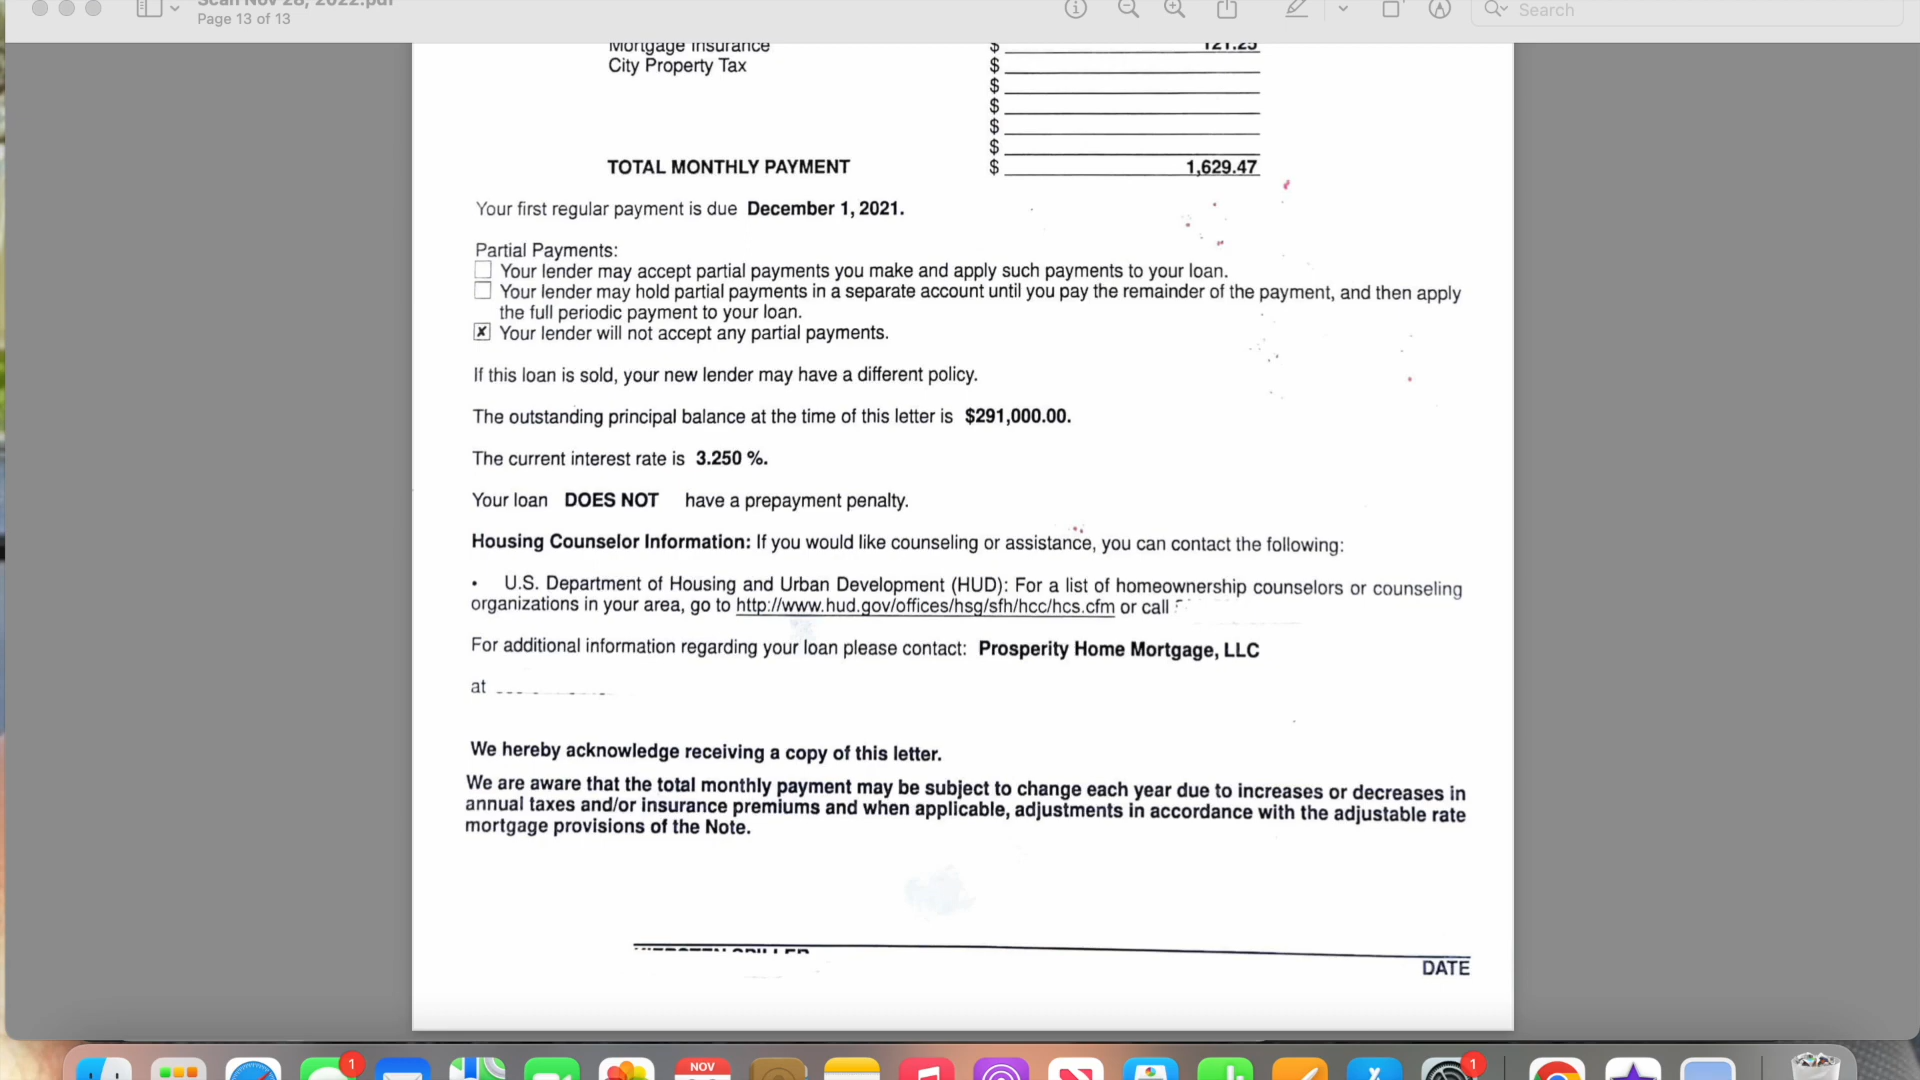 Scan Nov 28, 2022.pdf
Page 13 of 13
Search
Mortgage Insurance $ 121.25
City Property Tax $
$
$
$
$
TOTAL MONTHLY PAYMENT $ 1,629.47
Your first regular payment is due December 1, 2021.
Partial Payments:
Your lender may accept partial payments you make and apply such payments to your loan.
Your lender may hold partial payments in a separate account until you pay the remainder of the payment, and then apply
the full periodic payment to your loan.
x Your lender will not accept any partial payments.
If this loan is sold, your new lender may have a different policy.
The outstanding principal balance at the time of this letter is $291,000.00.
The current interest rate is 3.250 %.
Your loan DOES NOT have a prepayment penalty.
Housing Counselor Information: If you would like counseling or assistance, you can contact the following:
• U.S. Department of Housing and Urban Development (HUD): For a list of homeownership counselors or counseling
organizations in your area, go to http://www.hud.gov/offices/hsg/sfh/hcc/hcs.cfm or call
For additional information regarding your loan please contact: Prosperity Home Mortgage, LLC
at
We hereby acknowledge receiving a copy of this letter.
We are aware that the total monthly payment may be subject to change each year due to increases or decreases in
annual taxes and/or insurance premiums and when applicable, adjustments in accordance with the adjustable rate
mortgage provisions of the Note.
DATE
1
NOV
1